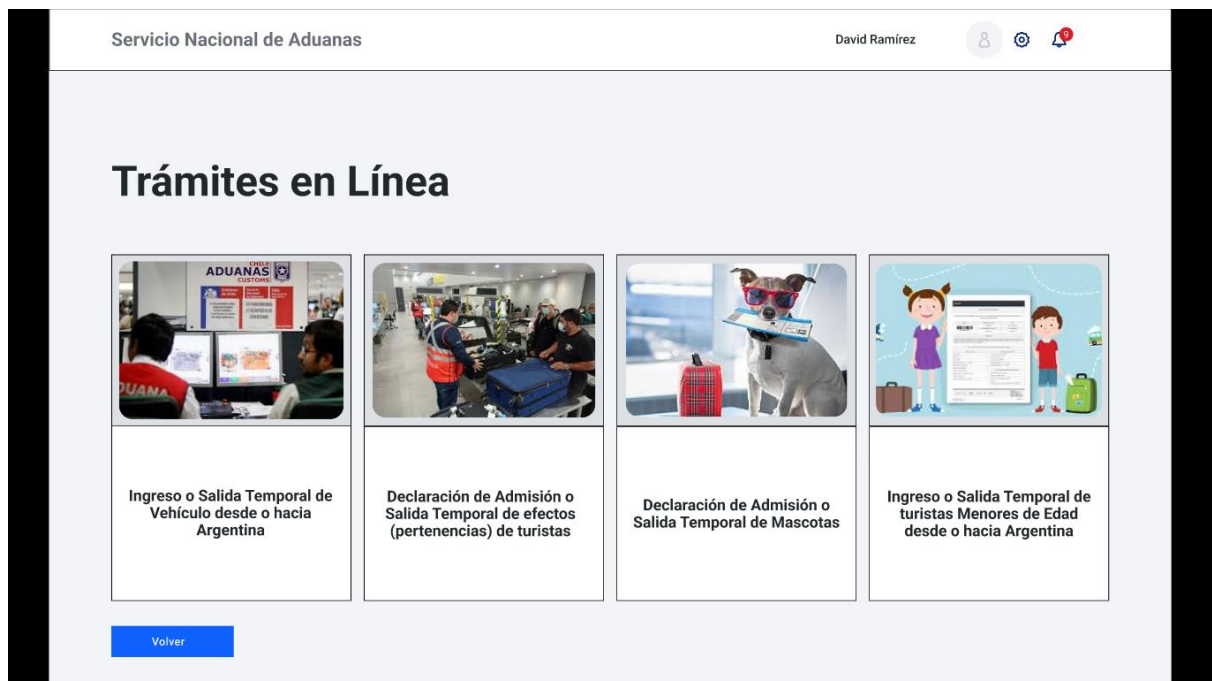 Servicio Nacional de Aduanas
David Ramírez
9
Trámites en Línea
CHILE
ADUANAS
CUSTOMS
Ingreso o Salida Temporal de
Vehículo desde o hacia
Argentina
Declaración de Admisión o
Salida Temporal de efectos
(pertenencias) de turistas
Declaración de Admisión o
Salida Temporal de Mascotas
Ingreso o Salida Temporal de
turistas Menores de Edad
desde o hacia Argentina
Volver